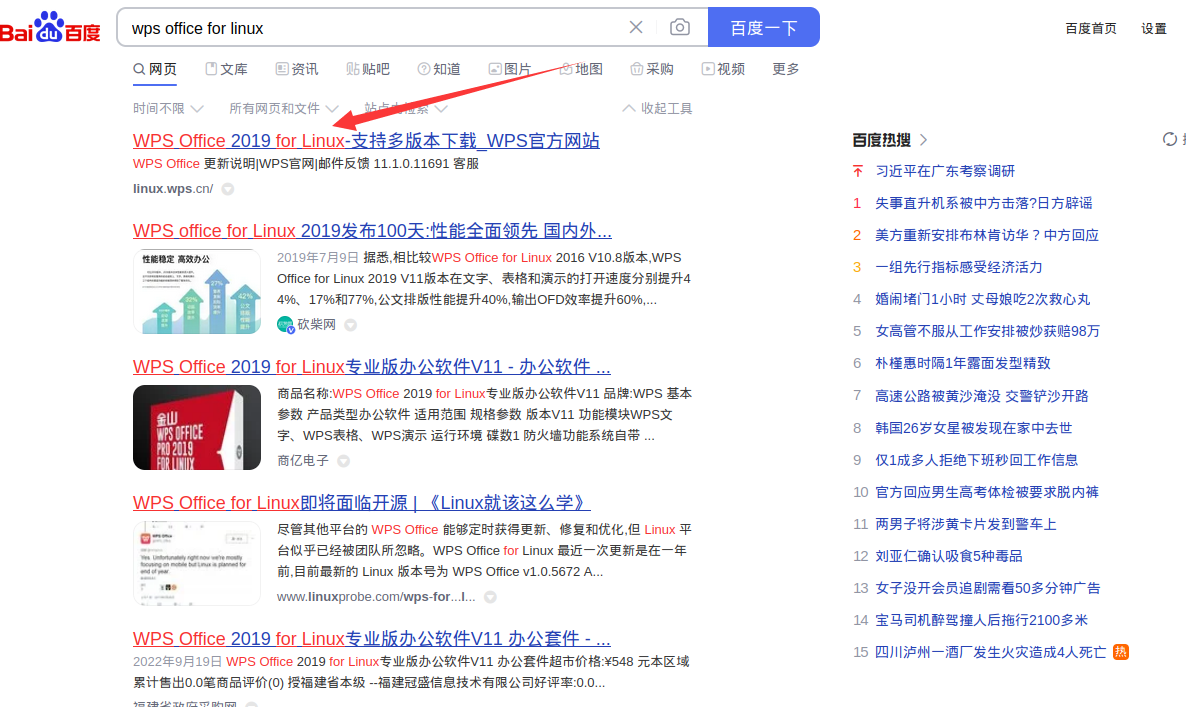 Bai du 百度
wps office for linux
百度一下
百度首页 设置
网页 文库 资讯 贴吧 知道 图片 地图 采购 视频 更多
时间不限 所有网页和文件 站点内检索 收起工具
WPS Office 2019 for Linux-支持多版本下载_WPS官方网站
WPS Office 更新说明|WPS官网|邮件反馈 11.1.0.11691 客服
linux.wps.cn/
WPS office for Linux 2019发布100天:性能全面领先 国内外...
性能稳定 高效办公
27%
42%
2019年7月9日 据悉,相比较WPS Office for Linux 2016 V10.8版本,WPS
Office for Linux 2019 V11版本在文字、表格和演示的打开速度分别提升4
4%、17%和77%,公文排版性能提升40%,输出OFD效率提升60%,...
砍柴网
WPS Office 2019 for Linux专业版办公软件V11 - 办公软件 ...
金山
WPS OFFICE
PRO 2019
FOR LINUX
商品名称:WPS Office 2019 for Linux专业版办公软件V11 品牌:WPS 基本
参数 产品类型办公软件 适用范围 规格参数 版本V11 功能模块WPS文
字、WPS表格、WPS演示 运行环境 碟数1 防火墙功能系统自带 ...
商亿电子
WPS Office for Linux即将面临开源 | 《Linux就该这么学》
WPS Office
Yes. Unfortunately right now we're mostly
focusing on mobile but Linux is planned for
end of year.
尽管其他平台的 WPS Office 能够定时获得更新、修复和优化,但 Linux 平
台似乎已经被团队所忽略。WPS Office for Linux 最近一次更新是在一年
前,目前最新的 Linux 版本号为 WPS Office v1.0.5672 A...
www.linuxprobe.com/wps-for...l...
WPS Office 2019 for Linux专业版办公软件V11 办公套件 - ...
2022年9月19日 WPS Office 2019 for Linux专业版办公软件V11 办公套件超市价格:¥548 元本区域
累计售出0.0笔商品评价(0) 授福建省本级 --福建冠盛信息技术有限公司好评率:0.0...
福建省政府采购网
百度热搜
习近平在广东考察调研
1 失事直升机系被中方击落?日方辟谣
2 美方重新安排布林肯访华？中方回应
3 一组先行指标感受经济活力
4 婚闹堵门1小时 丈母娘吃2次救心丸
5 女高管不服从工作安排被炒获赔98万
6 朴槿惠时隔1年露面发型精致
7 高速公路被黄沙淹没 交警铲沙开路
8 韩国26岁女星被发现在家中去世
9 仅1成多人拒绝下班秒回工作信息
10 官方回应男生高考体检被要求脱内裤
11 两男子将涉黄卡片发到警车上
12 刘亚仁确认吸食5种毒品
13 女子没开会员追剧需看50多分钟广告
14 宝马司机醉驾撞人后拖行2100多米
15 四川泸州一酒厂发生火灾造成4人死亡 热